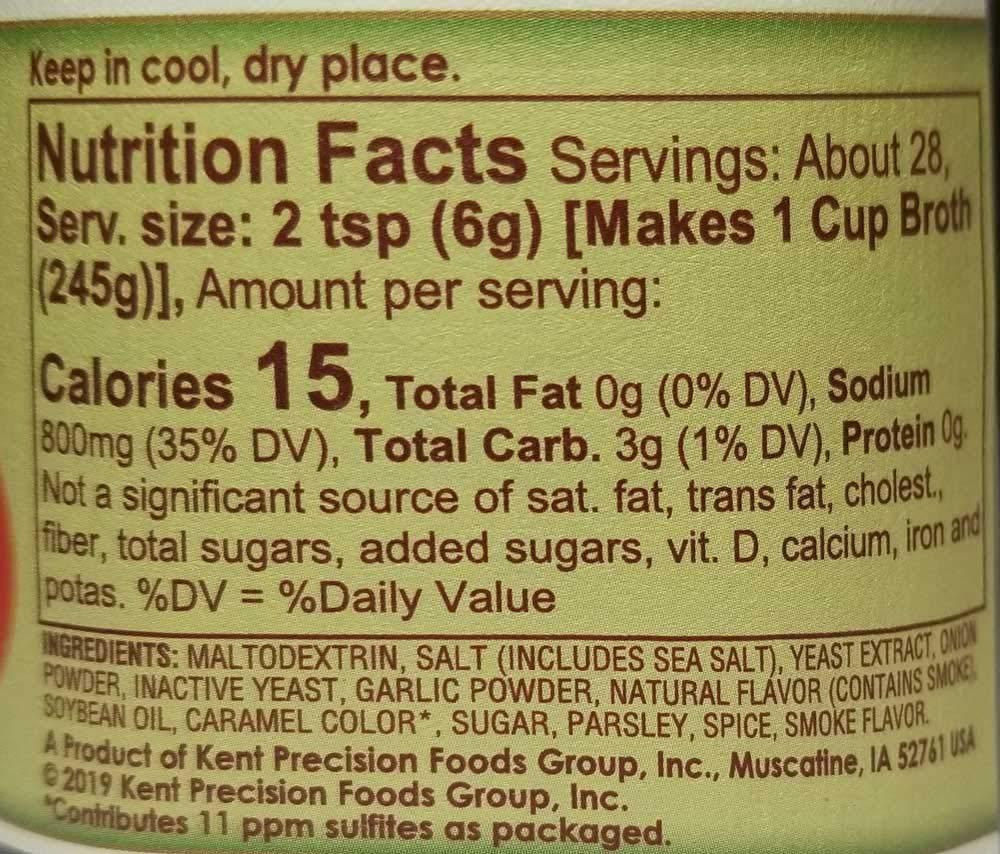 Keep in cool, dry place.
Nutrition Facts Servings: About 28,
Serv. size: 2 tsp (6g) [Makes 1 Cup Broth
(245g)], Amount per serving:
Calories 15, Total Fat 0g (0% DV), Sodium
800mg (35% DV), Total Carb. 3g (1% DV), Protein 0g.
Not a significant source of sat. fat, trans fat, cholest.,
fiber, total sugars, added sugars, vit. D, calcium, iron and
potas. %DV = %Daily Value
INGREDIENTS: MALTODEXTRIN, SALT (INCLUDES SEA SALT), YEAST EXTRACT, ONION
POWDER, INACTIVE YEAST, GARLIC POWDER, NATURAL FLAVOR (CONTAINS SMOKE),
SOYBEAN OIL, CARAMEL COLOR*, SUGAR, PARSLEY, SPICE, SMOKE FLAVOR.
A Product of Kent Precision Foods Group, Inc., Muscatine, IA 52761 USA
© 2019 Kent Precision Foods Group, Inc.
*Contributes 11 ppm sulfites as packaged.